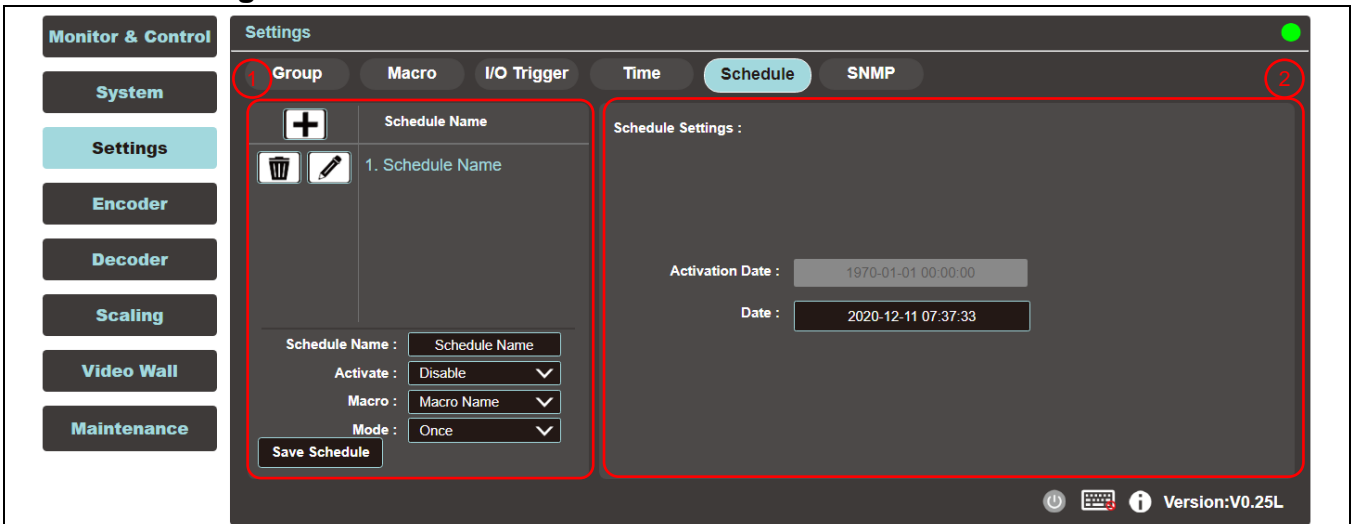 Monitor & Control
System
Settings
Encoder
Decoder
Scaling
Video Wall
Maintenance
Settings
Group Macro I/O Trigger Time Schedule SNMP
1
2
Schedule Name
1. Schedule Name
Schedule Name : Schedule Name
Activate : Disable
Macro : Macro Name
Mode : Once
Save Schedule
Schedule Settings :
Activation Date : 1970-01-01 00:00:00
Date : 2020-12-11 07:37:33
Version:V0.25L